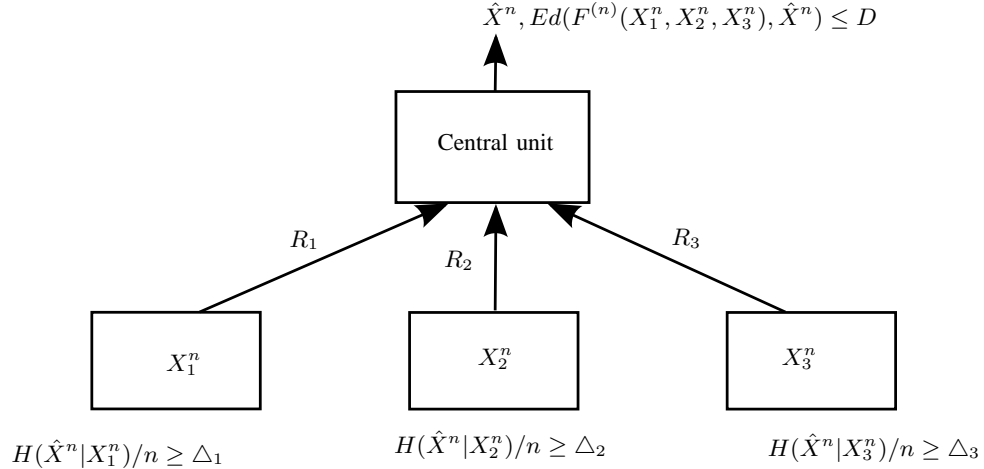 $\hat{X}^n, Ed(F^{(n)}(X_1^n, X_2^n, X_3^n), \hat{X}^n) \leq D$
Central unit
$R_1$
$R_2$
$R_3$
$X_1^n$
$X_2^n$
$X_3^n$
$H(\hat{X}^n|X_1^n)/n \geq \triangle_1$
$H(\hat{X}^n|X_2^n)/n \geq \triangle_2$
$H(\hat{X}^n|X_3^n)/n \geq \triangle_3$